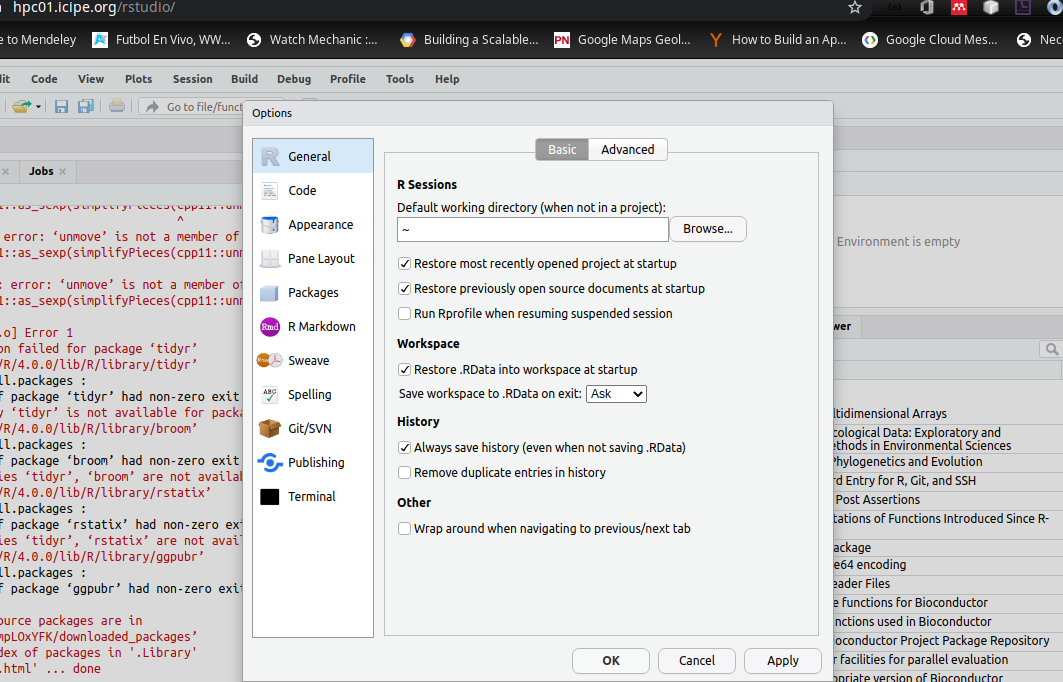 hpc01.icipe.org/rstudio/
e to Mendeley
Futbol En Vivo, WW...
Watch Mechanic :...
Building a Scalable...
Google Maps Geol...
How to Build an Ap...
Google Cloud Mes...
Nec
dit Code View Plots Session Build Debug Profile Tools Help
Go to file/funct
Options
Jobs
General
Code
Appearance
Pane Layout
Packages
R Markdown
Sweave
Spelling
Git/SVN
Publishing
Terminal
Basic Advanced
R Sessions
Default working directory (when not in a project):
~ Browse...
Restore most recently opened project at startup
Restore previously open source documents at startup
Run Rprofile when resuming suspended session
Workspace
Restore .RData into workspace at startup
Save workspace to .RData on exit: Ask
History
Always save history (even when not saving .RData)
Remove duplicate entries in history
Other
Wrap around when navigating to previous/next tab
OK Cancel Apply
1::as_sexp(simplifyPieces(cpp11::unm
^
error: ‘unmove’ is not a member of
1::as_sexp(simplifyPieces(cpp11::unm
: error: ‘unmove’ is not a member of
1::as_sexp(simplifyPieces(cpp11::unm
.o] Error 1
on failed for package ‘tidyr’
/R/4.0.0/lib/R/library/tidyr’
ll.packages :
f package ‘tidyr’ had non-zero exit
y ‘tidyr’ is not available for packa
/R/4.0.0/lib/R/library/broom’
ll.packages :
f package ‘broom’ had non-zero exit
ies ‘tidyr’, ‘broom’ are not availab
/R/4.0.0/lib/R/library/rstatix’
ll.packages :
f package ‘rstatix’ had non-zero exi
ies ‘tidyr’, ‘rstatix’ are not avail
/R/4.0.0/lib/R/library/ggpubr’
ll.packages :
f package ‘ggpubr’ had non-zero exit
ource packages are in
mpLOxYFK/downloaded_packages’
dex of packages in '.Library'
.html' ... done
Environment is empty
wer
ltidimensional Arrays
cological Data: Exploratory and
ethods in Environmental Sciences
Phylogenetics and Evolution
rd Entry for R, Git, and SSH
Post Assertions
tations of Functions Introduced Since R-
ackage
e64 encoding
eader Files
e functions for Bioconductor
nctions used in Bioconductor
oconductor Project Package Repository
r facilities for parallel evaluation
opriate version of Bioconductor